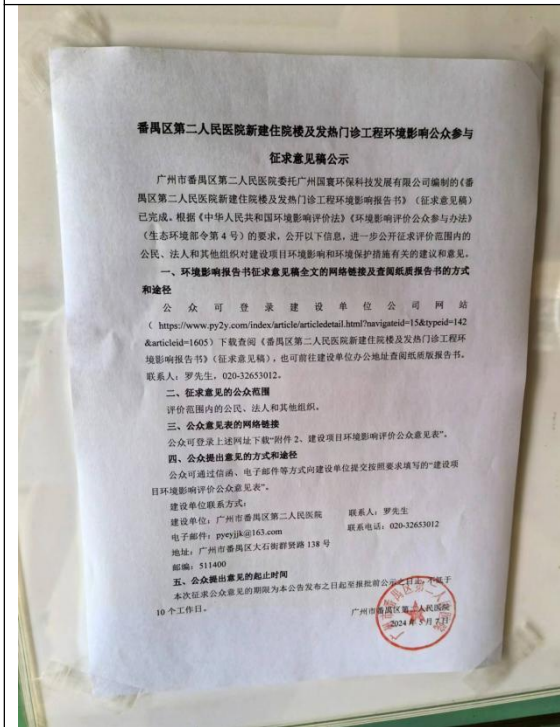 番禺区第二人民医院新建住院楼及发热门诊工程环境影响公众参与
征求意见稿公示
广州市番禺区第二人民医院委托广州国寰环保科技发展有限公司编制的《番
禺区第二人民医院新建住院楼及发热门诊工程环境影响报告书》（征求意见稿）
已完成。根据《中华人民共和国环境影响评价法》《环境影响评价公众参与办法》
（生态环境部令第 4 号）的要求，公开以下信息，进一步公开征求评价范围内的
公民、法人和其他组织对建设项目环境影响和环境保护措施有关的建议和意见。
一、环境影响报告书征求意见稿全文的网络链接及查阅纸质报告书的方式
和途径
公众可登录建设单位公司网站
（ https://www.py2y.com/index/article/articledetail.html?navigateid=15&typeid=142
&articleid=1605）下载查阅《番禺区第二人民医院新建住院楼及发热门诊工程环
境影响报告书》（征求意见稿），也可前往建设单位办公地址查阅纸质版报告书。
联系人：罗先生，020-32653012。
二、征求意见的公众范围
评价范围内的公民、法人和其他组织。
三、公众意见表的网络链接
公众可登录上述网址下载“附件 2、建设项目环境影响评价公众意见表”。
四、公众提出意见的方式和途径
公众可通过信函、电子邮件等方式向建设单位提交按照要求填写的“建设项
目环境影响评价公众意见表”。
建设单位联系方式：
建设单位：广州市番禺区第二人民医院 联系人：罗先生
电子邮件：pyeyjjk@163.com 联系电话：020-32653012
地址：广州市番禺区大石街群贤路 138 号
邮编：511400
五、公众提出意见的起止时间
本次征求公众意见的期限为本公告发布之日起至报批前公示之日止，不低于
10 个工作日。
广州市番禺区第二人民医院
2024 年 5 月 7 日